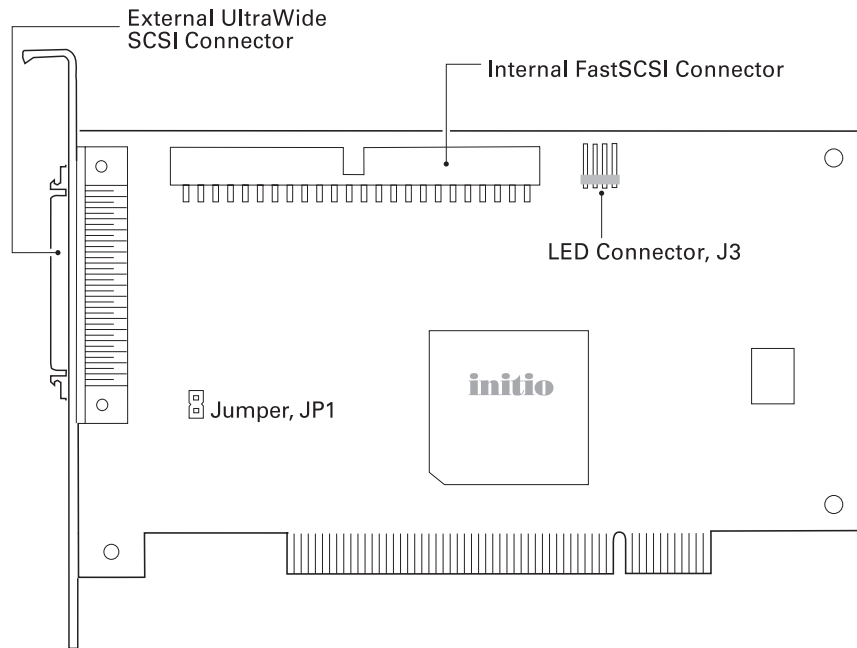 External UltraWide
SCSI Connector
Internal FastSCSI Connector
LED Connector, J3
initio
Jumper, JP1